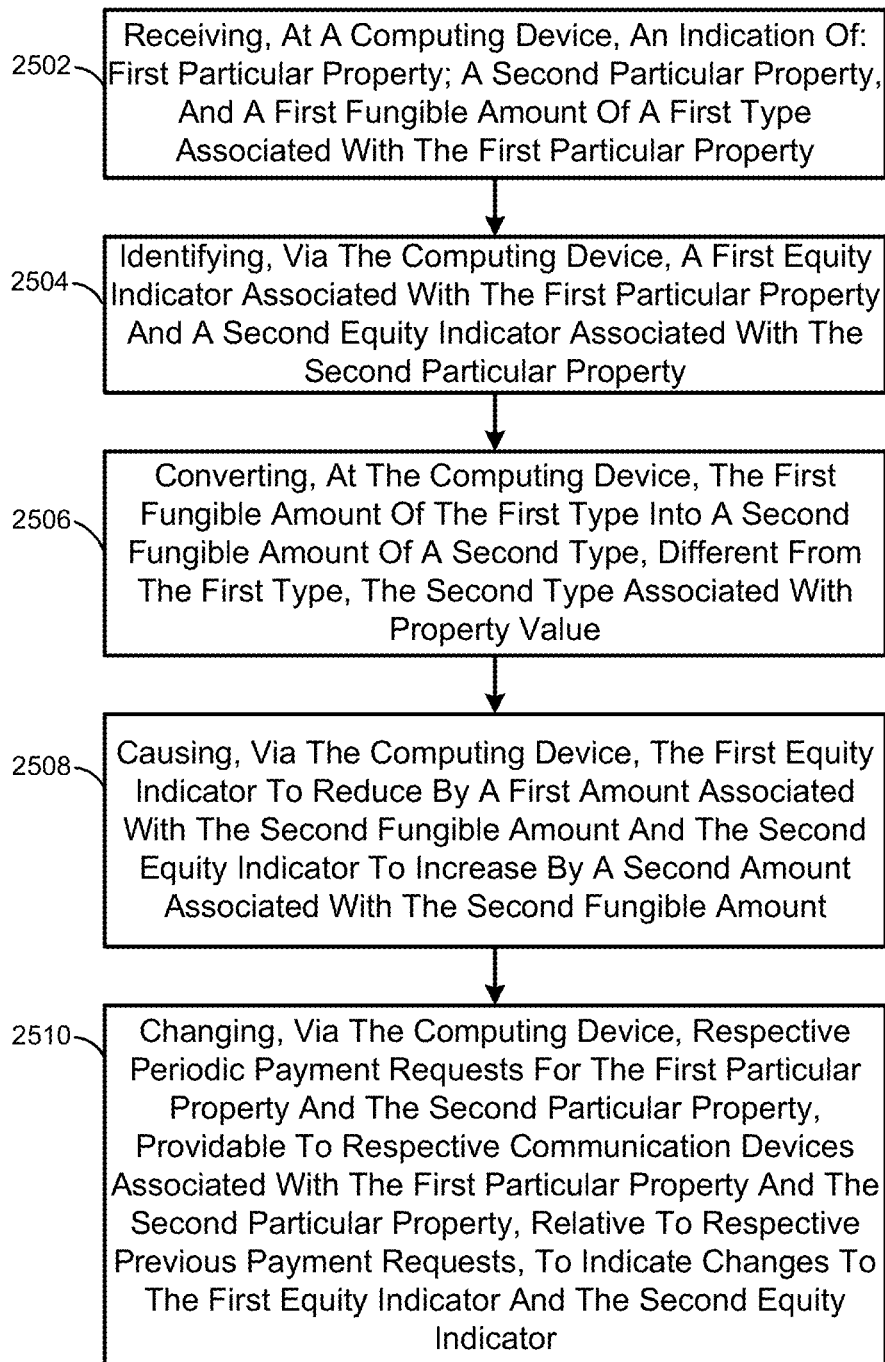 2502
Receiving, At A Computing Device, An Indication Of:
First Particular Property; A Second Particular Property,
And A First Fungible Amount Of A First Type
Associated With The First Particular Property
2504
Identifying, Via The Computing Device, A First Equity
Indicator Associated With The First Particular Property
And A Second Equity Indicator Associated With The
Second Particular Property
2506
Converting, At The Computing Device, The First
Fungible Amount Of The First Type Into A Second
Fungible Amount Of A Second Type, Different From
The First Type, The Second Type Associated With
Property Value
2508
Causing, Via The Computing Device, The First Equity
Indicator To Reduce By A First Amount Associated
With The Second Fungible Amount And The Second
Equity Indicator To Increase By A Second Amount
Associated With The Second Fungible Amount
2510
Changing, Via The Computing Device, Respective
Periodic Payment Requests For The First Particular
Property And The Second Particular Property,
Providable To Respective Communication Devices
Associated With The First Particular Property And The
Second Particular Property, Relative To Respective
Previous Payment Requests, To Indicate Changes To
The First Equity Indicator And The Second Equity
Indicator